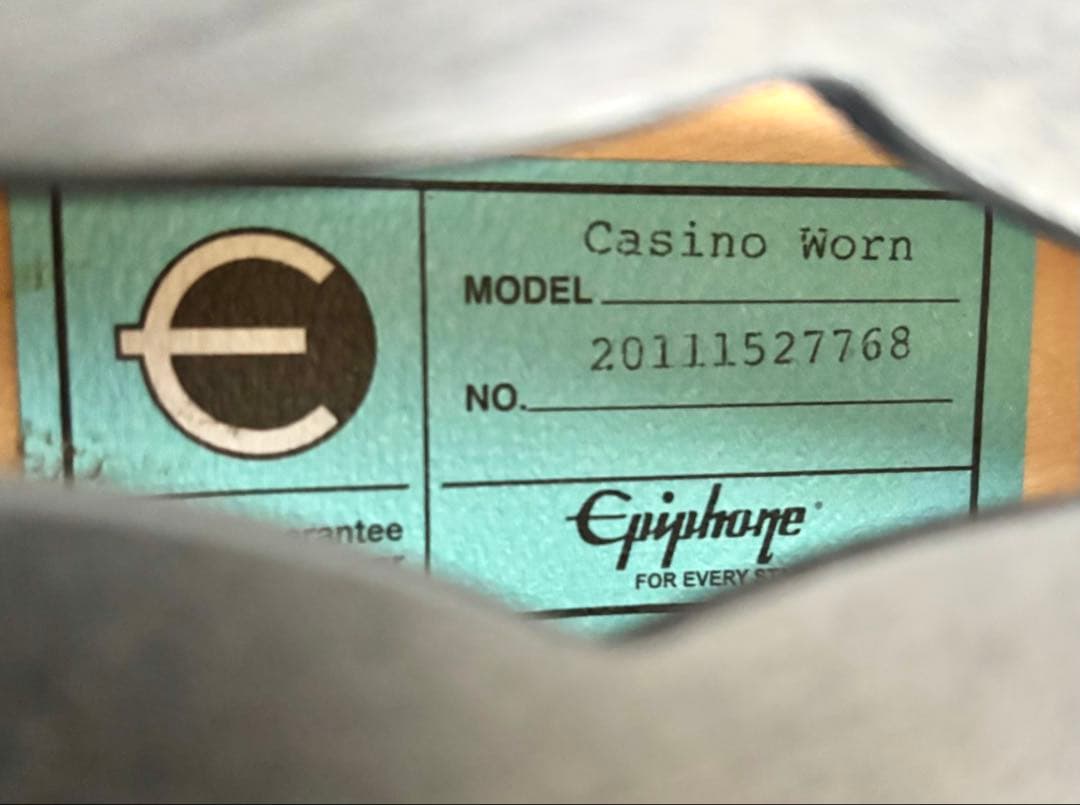 Casino Worn
MODEL
20111527768
NO.
Epiphone
FOR EVERY